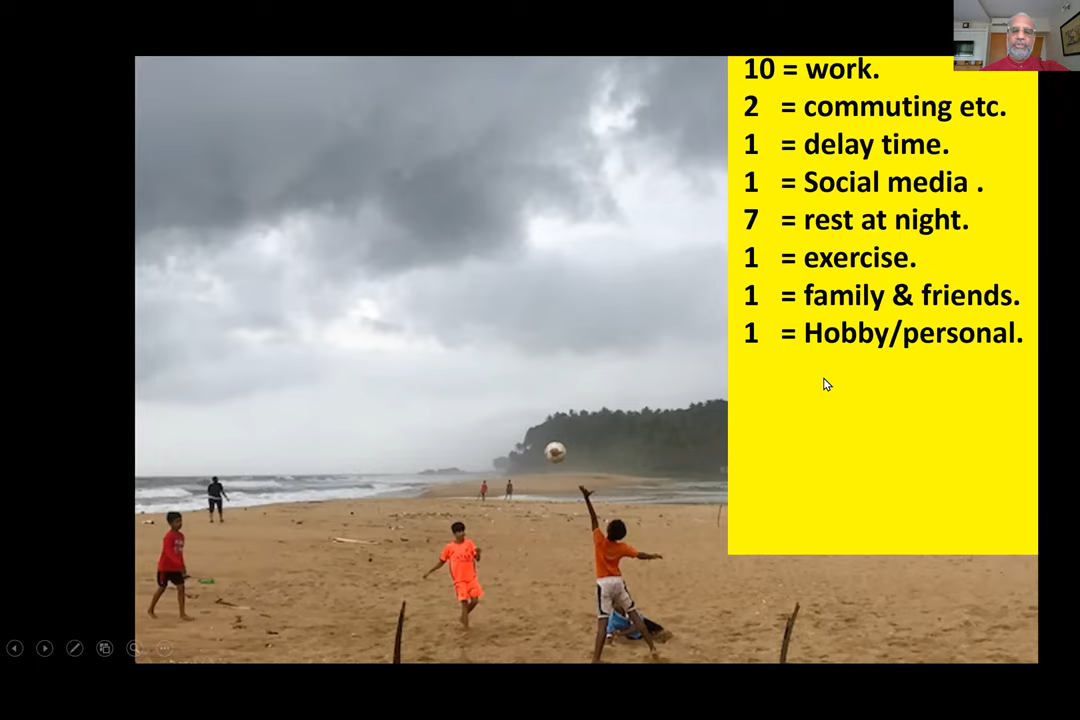 10 = work.
2 = commuting etc.
1 = delay time.
1 = Social media .
7 = rest at night.
1 = exercise.
1 = family & friends.
1 = Hobby/personal.